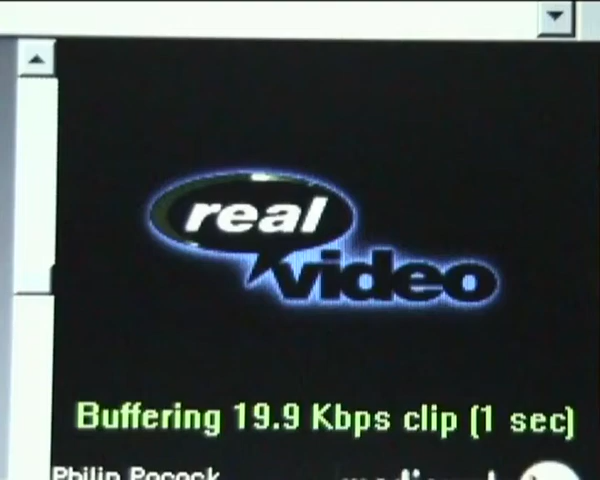 real
video
Buffering 19.9 Kbps clip (1 sec)
Philip Pocock